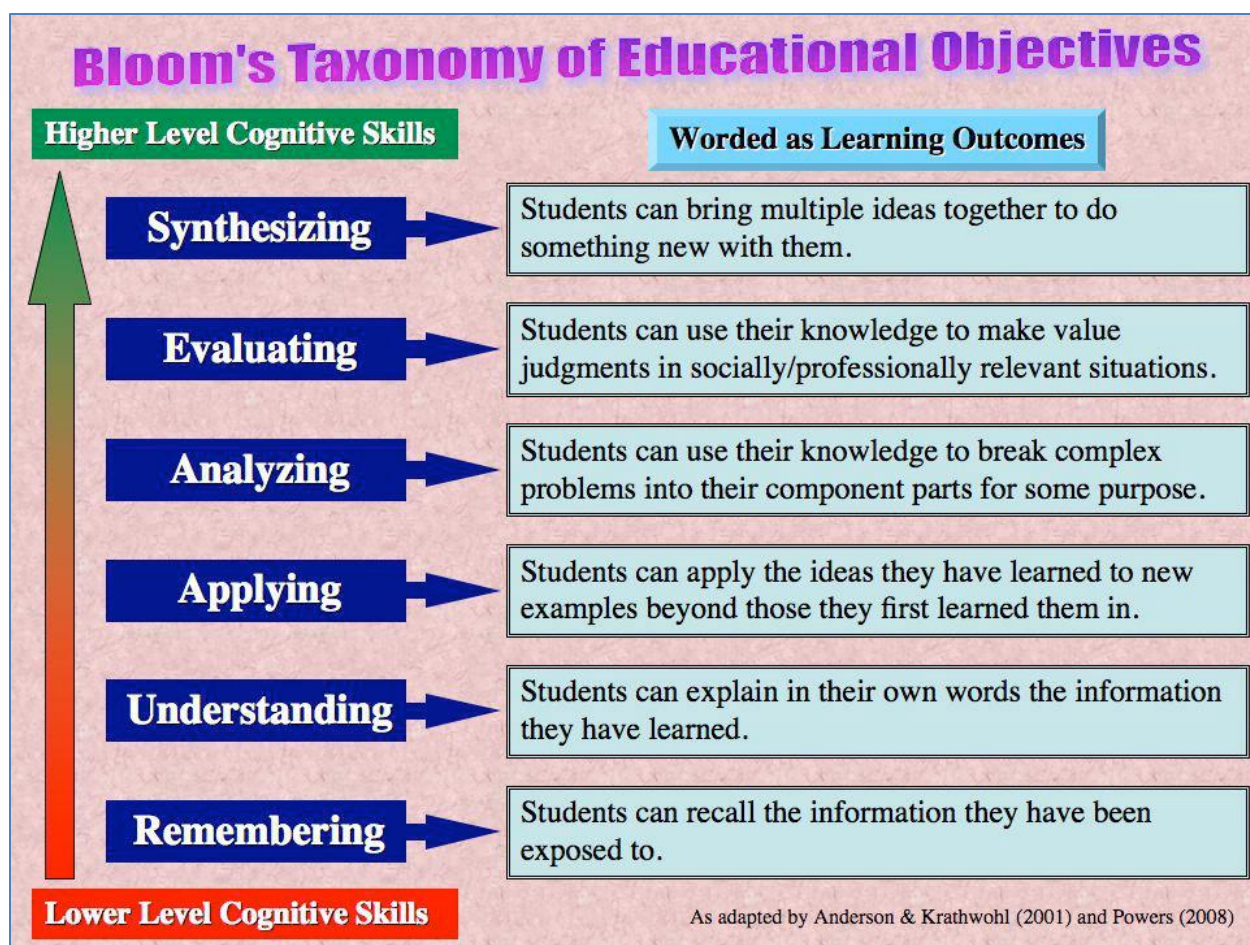 Bloom's Taxonomy of Educational Objectives
Higher Level Cognitive Skills
Worded as Learning Outcomes
Synthesizing
Students can bring multiple ideas together to do
something new with them.
Evaluating
Students can use their knowledge to make value
judgments in socially/professionally relevant situations.
Analyzing
Students can use their knowledge to break complex
problems into their component parts for some purpose.
Applying
Students can apply the ideas they have learned to new
examples beyond those they first learned them in.
Understanding
Students can explain in their own words the information
they have learned.
Remembering
Students can recall the information they have been
exposed to.
Lower Level Cognitive Skills
As adapted by Anderson & Krathwohl (2001) and Powers (2008)